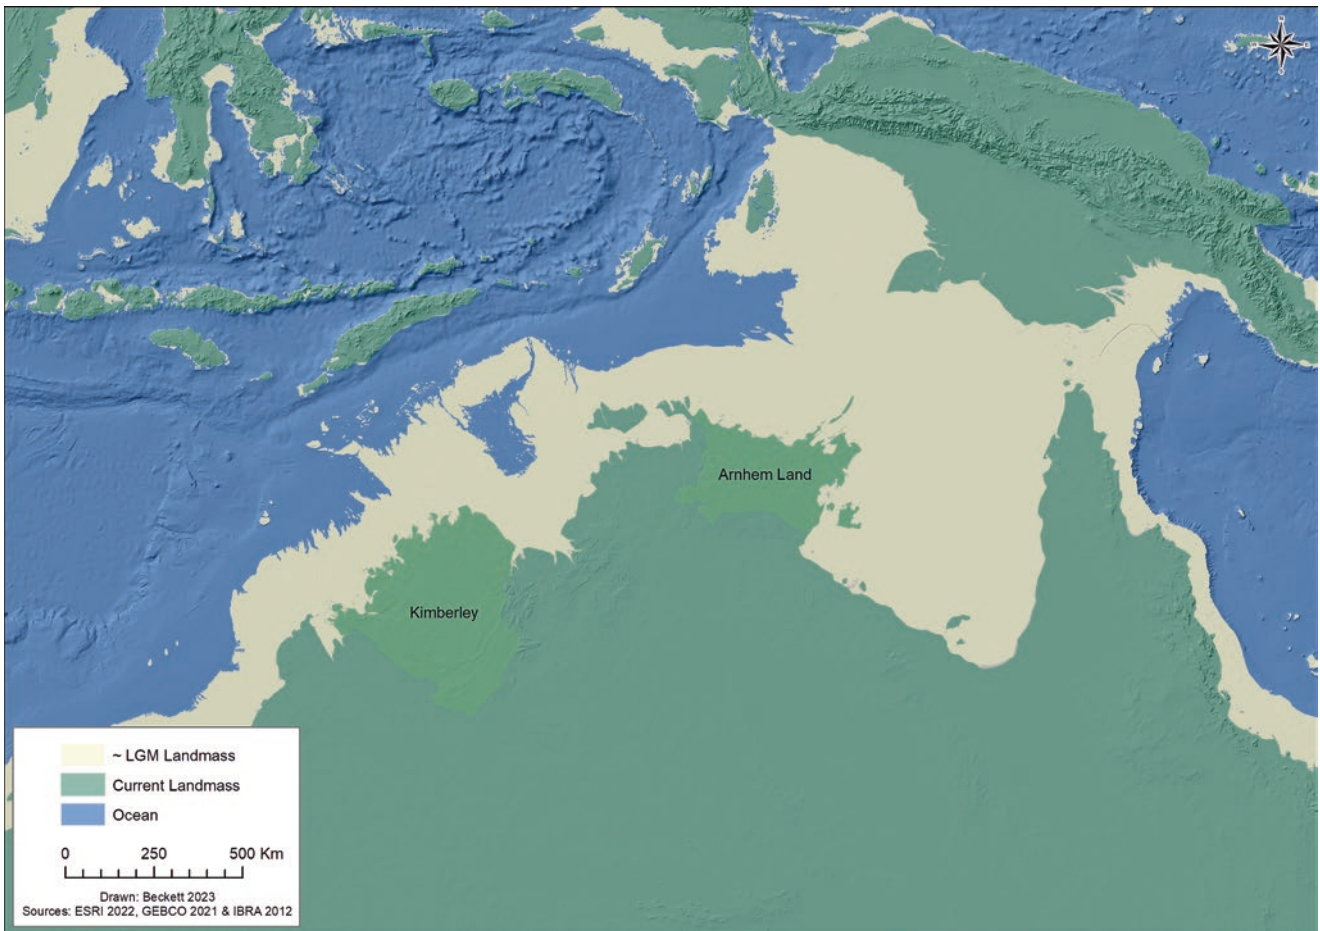 N
E
S
Arnhem Land
Kimberley
~ LGM Landmass
Current Landmass
Ocean
0 250 500 Km
Drawn: Beckett 2023
Sources: ESRI 2022, GEBCO 2021 & IBRA 2012